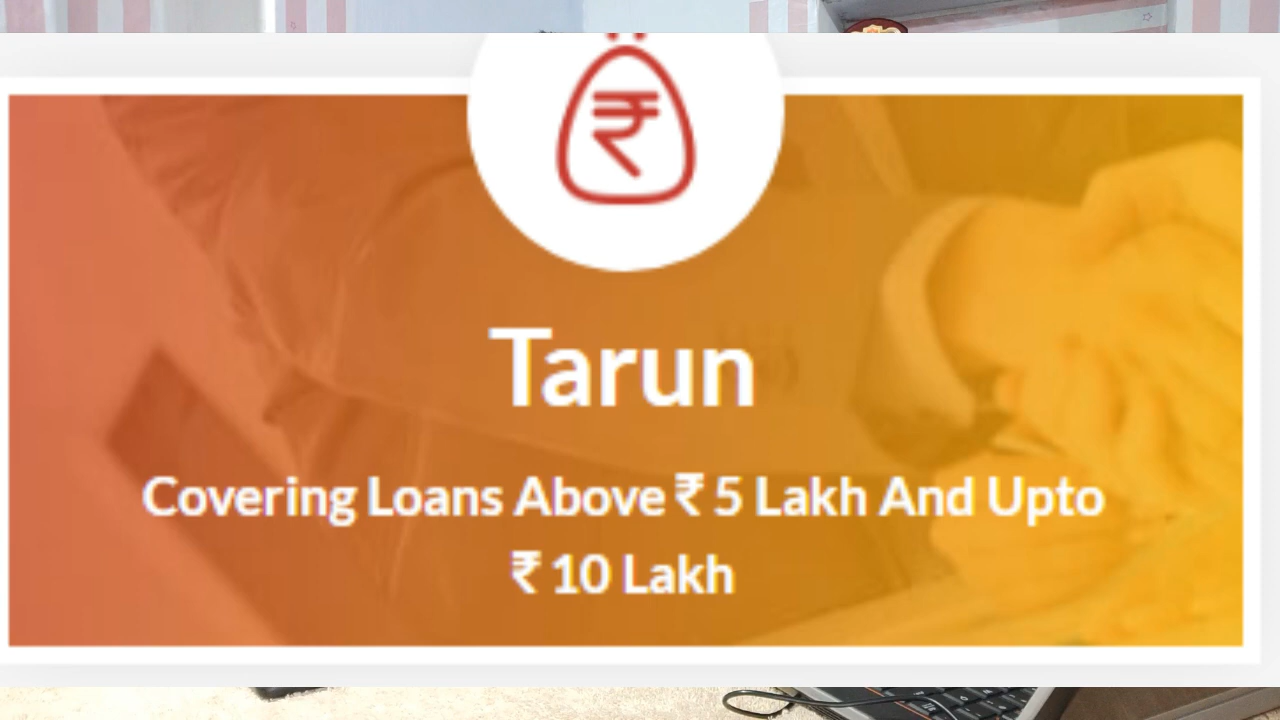 Tarun
Covering Loans Above ₹ 5 Lakh And Upto
₹ 10 Lakh